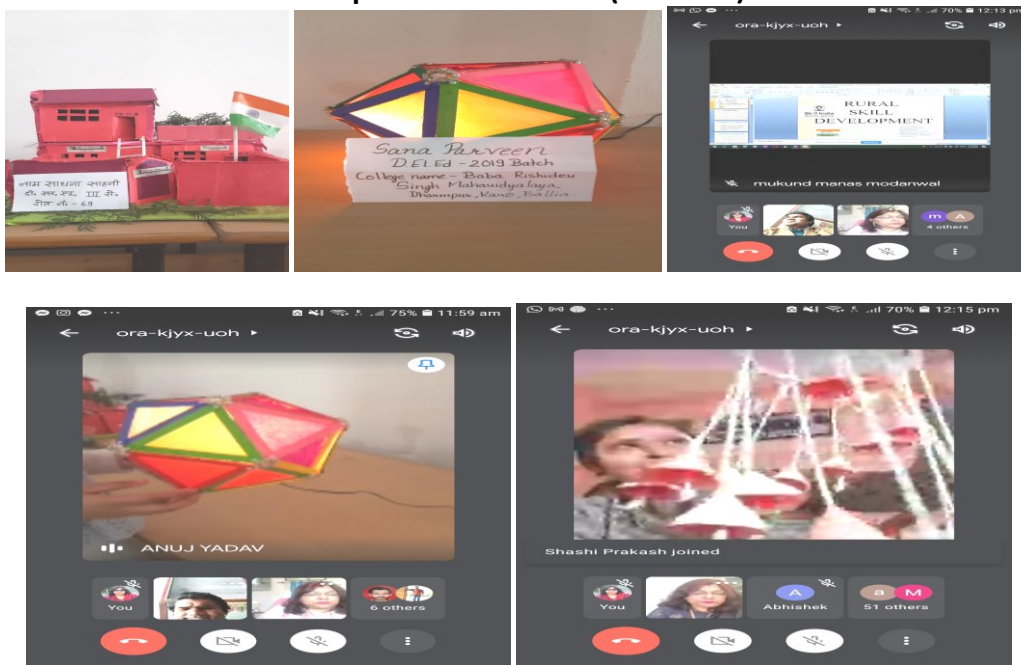 ora-kjyx-uoh
70% 12:13 pm
नाम साधना साहनी
डी. एल. एड. III से.
रोल नं. - 69
Sana Parveen
D El.Ed - 2019 Batch
College name - Baba Rishideu
Singh Mahavidyalaya
Dharmpur, Karo, Ballia
RURAL
SKILL
DEVELOPMENT
mukund manas modanwal
You
m A
4 others
75% 11:59 am
ora-kjyx-uoh
ANUJ YADAV
You
6 others
70% 12:15 pm
ora-kjyx-uoh
Shashi Prakash joined
You
A
Abhishek
a M
51 others